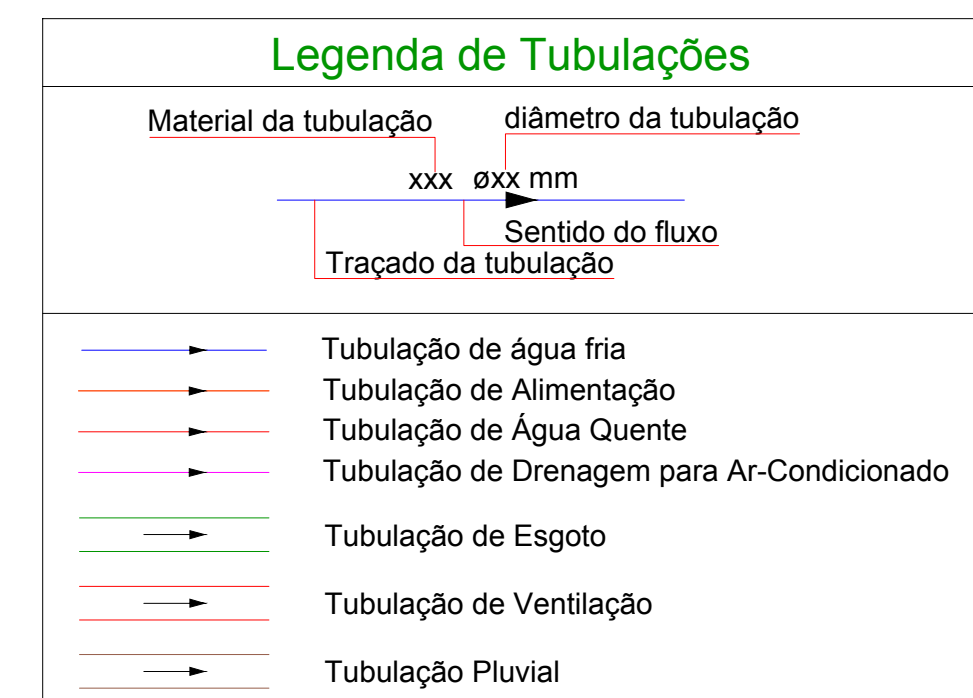 Legenda de Tubulações
Material da tubulação
diâmetro da tubulação
xxx øxx mm
Sentido do fluxo
Traçado da tubulação
Tubulação de água fria
Tubulação de Alimentação
Tubulação de Água Quente
Tubulação de Drenagem para Ar-Condicionado
Tubulação de Esgoto
Tubulação de Ventilação
Tubulação Pluvial